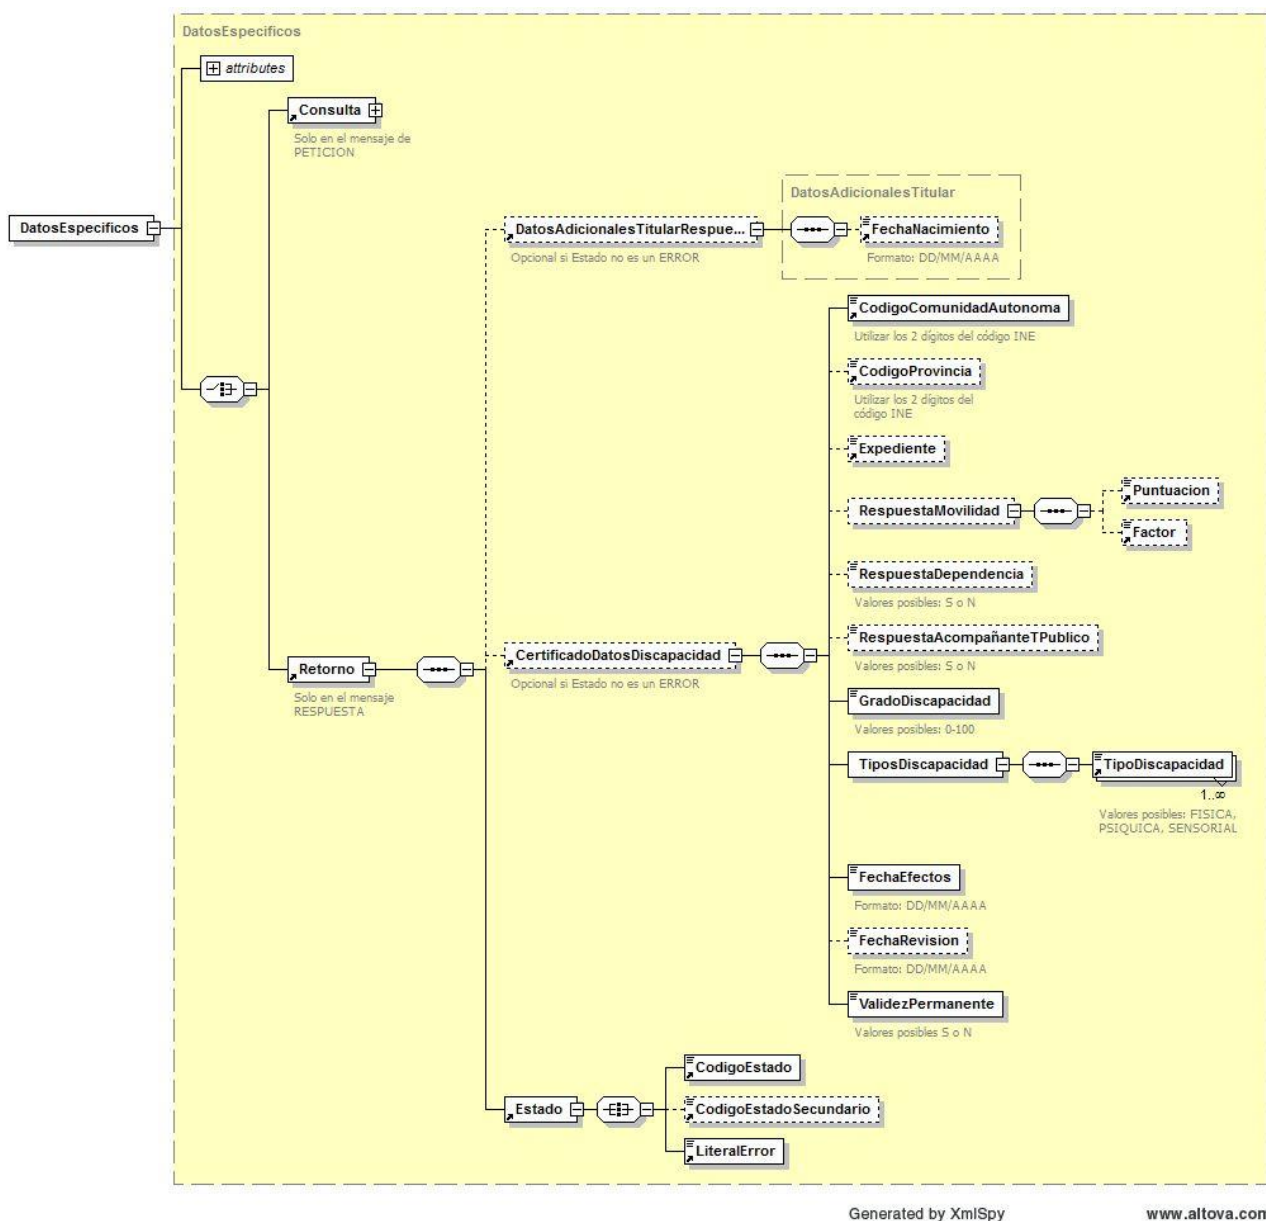 DatosEspecificos
attributes
Consulta
Solo en el mensaje de
PETICION
DatosEspecificos
DatosAdicionalesTitular
DatosAdicionalesTitularRespue...
Opcional si Estado no es un ERROR
FechaNacimiento
Formato: DD/MM/AAAA
CodigoComunidadAutonoma
Utilizar los 2 dígitos del código INE
CodigoProvincia
Utilizar los 2 dígitos del
código INE
Expediente
RespuestaMovilidad
Puntuacion
Factor
RespuestaDependencia
Valores posibles: S o N
RespuestaAcompañanteTPublico
Valores posibles: S o N
Retorno
Solo en el mensaje
RESPUESTA
CertificadoDatosDiscapacidad
Opcional si Estado no es un ERROR
GradoDiscapacidad
Valores posibles: 0-100
TiposDiscapacidad
TipoDiscapacidad
1..∞
Valores posibles: FISICA,
PSIQUICA, SENSORIAL
FechaEfectos
Formato: DD/MM/AAAA
FechaRevision
Formato: DD/MM/AAAA
ValidezPermanente
Valores posibles S o N
Estado
CodigoEstado
CodigoEstadoSecundario
LiteralError
Generated by XmlSpy
www.altova.com